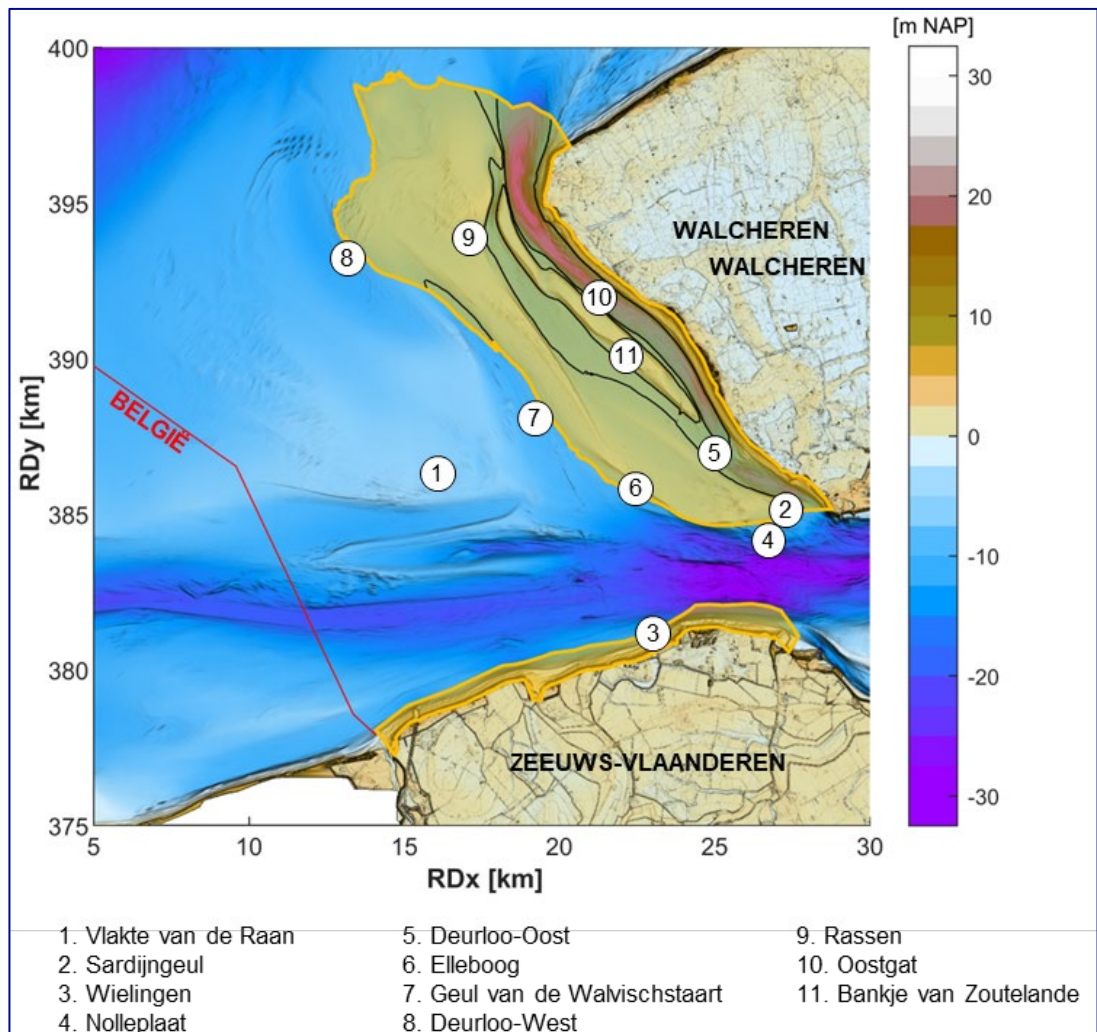 [m NAP]
400
395
390
385
380
375
RDy [km]
5
10
15
20
25
30
RDx [km]
30
20
10
0
-10
-20
-30
WALCHEREN
WALCHEREN
BELGIË
ZEEUWS-VLAANDEREN
8
9
10
11
7
1
6
5
2
4
3
1. Vlakte van de Raan
2. Sardijngeul
3. Wielingen
4. Nolleplaat
5. Deurloo-Oost
6. Elleboog
7. Geul van de Walvischstaart
8. Deurloo-West
9. Rassen
10. Oostgat
11. Bankje van Zoutelande